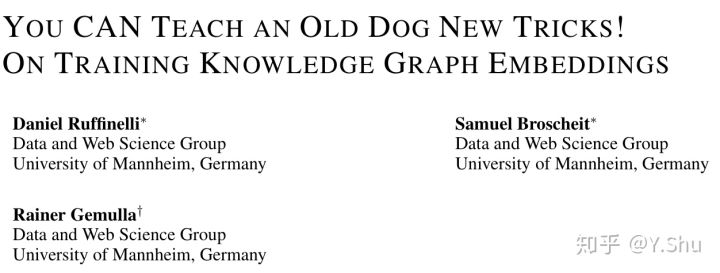 YOU CAN TEACH AN OLD DOG NEW TRICKS!
ON TRAINING KNOWLEDGE GRAPH EMBEDDINGS
Daniel Ruffinelli*
Data and Web Science Group
University of Mannheim, Germany
Samuel Broscheit*
Data and Web Science Group
University of Mannheim, Germany
Rainer Gemulla†
Data and Web Science Group
University of Mannheim, Germany
知乎 @Y.Shu